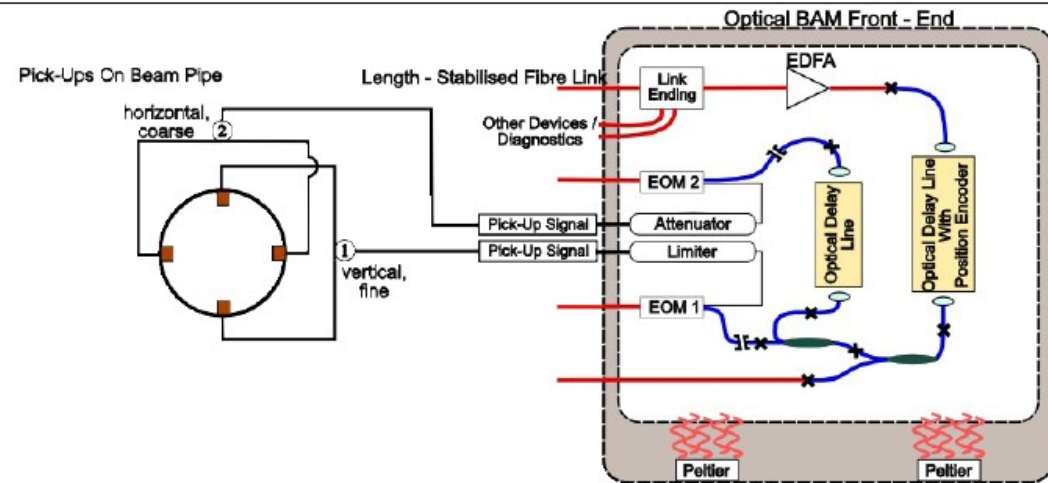 Optical BAM Front - End
Pick-Ups On Beam Pipe
Length - Stabilised Fibre Link
Link
Ending
EDFA
horizontal,
coarse
2
Other Devices /
Diagnostics
EOM 2
Pick-Up Signal
Attenuator
Pick-Up Signal
Limiter
1
vertical,
fine
EOM 1
Optical Delay
Line
Optical Delay Line
With
Position Encoder
Peltier
Peltier